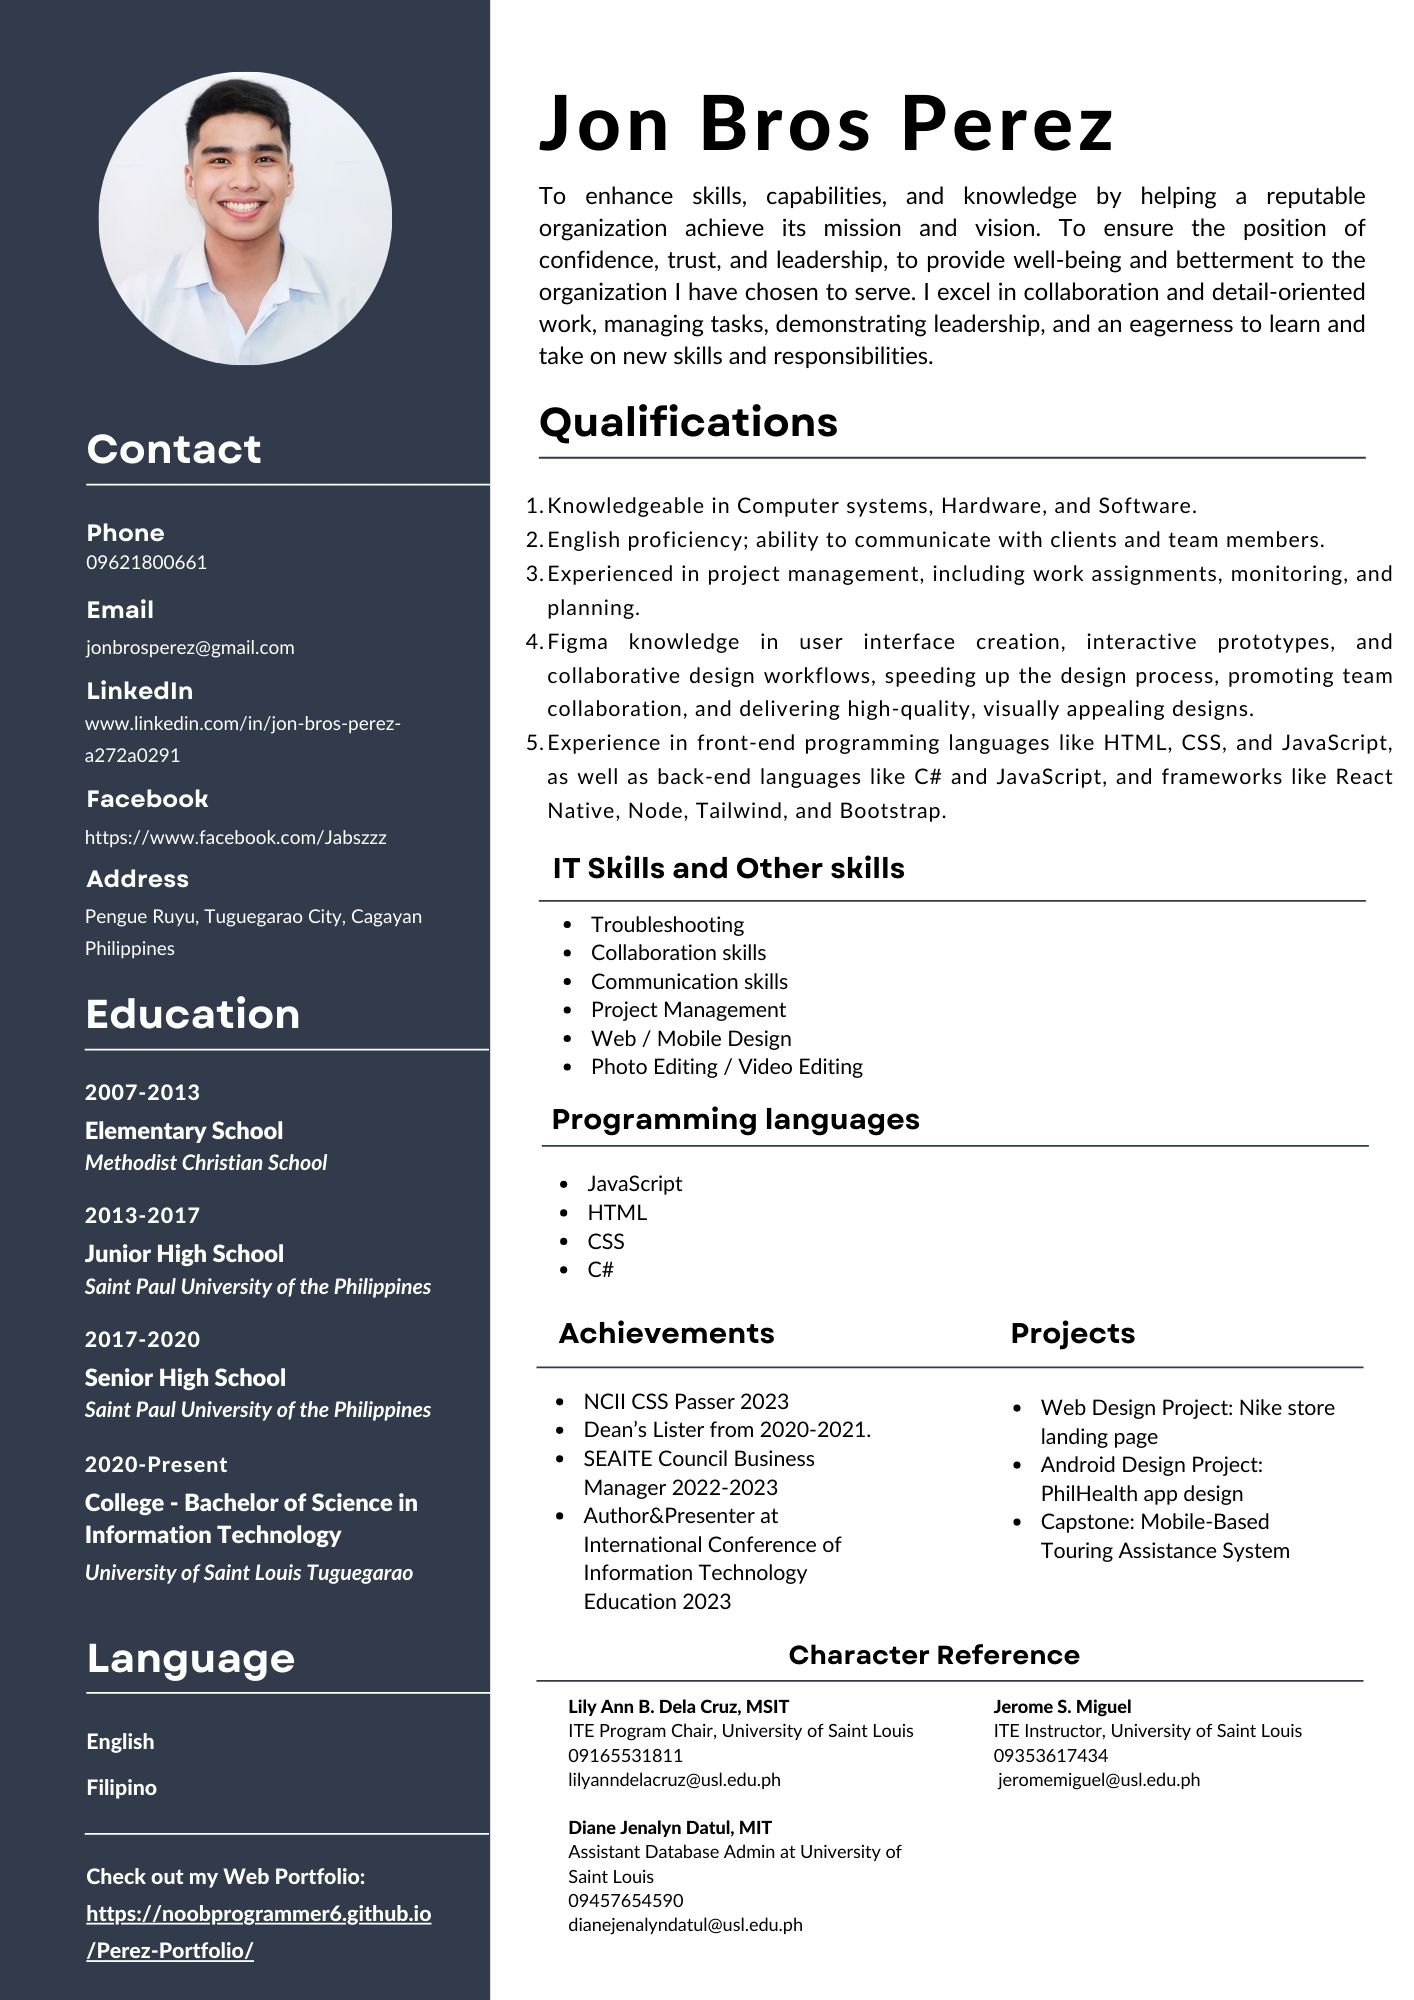 Jon Bros Perez
To enhance skills, capabilities, and knowledge by helping a reputable
organization achieve its mission and vision. To ensure the position of
confidence, trust, and leadership, to provide well-being and betterment to the
organization I have chosen to serve. I excel in collaboration and detail-oriented
work, managing tasks, demonstrating leadership, and an eagerness to learn and
take on new skills and responsibilities.
Contact
Phone
09621800661
Email
jonbrosperez@gmail.com
LinkedIn
www.linkedin.com/in/jon-bros-perez-
a272a0291
Facebook
https://www.facebook.com/Jabszzz
Address
Pengue Ruyu, Tuguegarao City, Cagayan
Philippines
Education
2007-2013
Elementary School
Methodist Christian School
2013-2017
Junior High School
Saint Paul University of the Philippines
2017-2020
Senior High School
Saint Paul University of the Philippines
2020-Present
College - Bachelor of Science in
Information Technology
University of Saint Louis Tuguegarao
Language
English
Filipino
Check out my Web Portfolio:
https://noobprogrammer6.github.io
/Perez-Portfolio/
Qualifications
1. Knowledgeable in Computer systems, Hardware, and Software.
2. English proficiency; ability to communicate with clients and team members.
3. Experienced in project management, including work assignments, monitoring, and
planning.
4. Figma knowledge in user interface creation, interactive prototypes, and
collaborative design workflows, speeding up the design process, promoting team
collaboration, and delivering high-quality, visually appealing designs.
5. Experience in front-end programming languages like HTML, CSS, and JavaScript,
as well as back-end languages like C# and JavaScript, and frameworks like React
Native, Node, Tailwind, and Bootstrap.
IT Skills and Other skills
• Troubleshooting
• Collaboration skills
• Communication skills
• Project Management
• Web / Mobile Design
• Photo Editing / Video Editing
Programming languages
• JavaScript
• HTML
• CSS
• C#
Achievements
• NCII CSS Passer 2023
• Dean’s Lister from 2020-2021.
• SEAITE Council Business
Manager 2022-2023
• Author&Presenter at
International Conference of
Information Technology
Education 2023
Projects
• Web Design Project: Nike store
landing page
• Android Design Project:
PhilHealth app design
• Capstone: Mobile-Based
Touring Assistance System
Character Reference
Lily Ann B. Dela Cruz, MSIT
ITE Program Chair, University of Saint Louis
09165531811
lilyanndelacruz@usl.edu.ph
Jerome S. Miguel
ITE Instructor, University of Saint Louis
09353617434
jeromemiguel@usl.edu.ph
Diane Jenalyn Datul, MIT
Assistant Database Admin at University of
Saint Louis
09457654590
dianejenalyndatul@usl.edu.ph